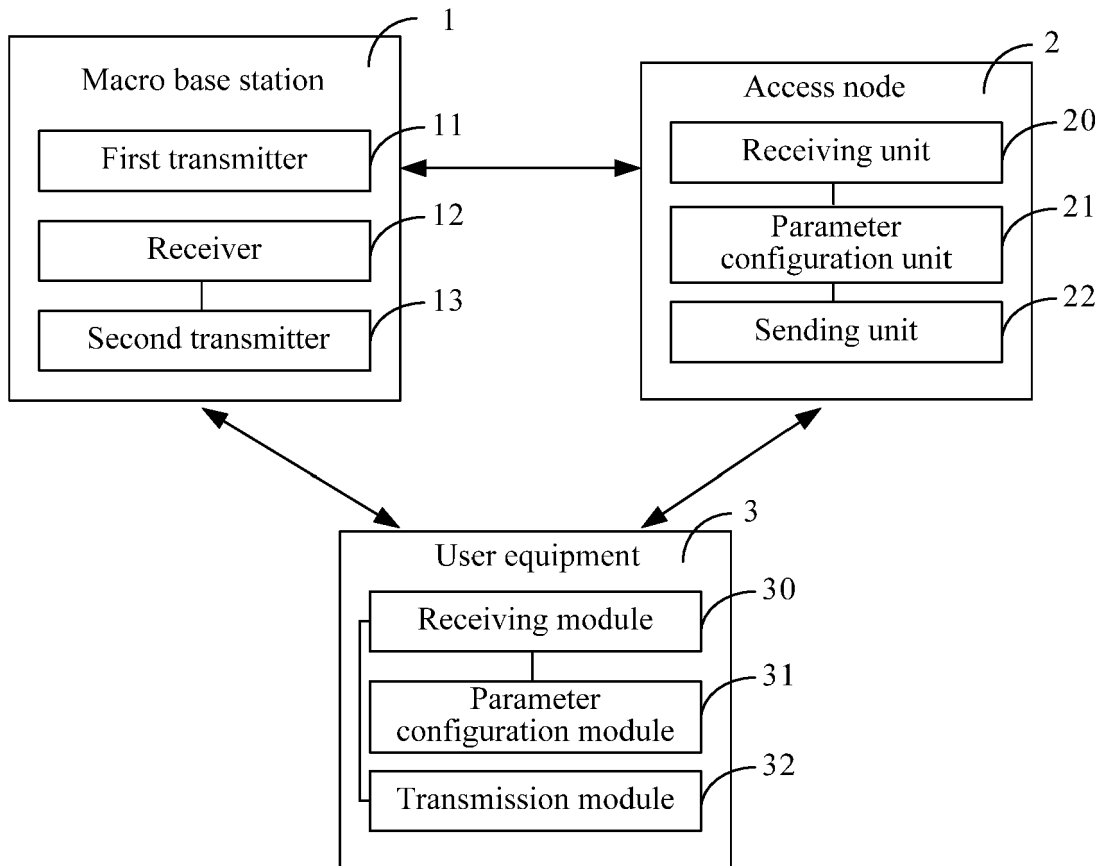 1
Macro base station
First transmitter
11
Receiver
12
Second transmitter
13
2
Access node
Receiving unit
20
Parameter
configuration unit
21
Sending unit
22
3
User equipment
Receiving module
30
Parameter
configuration module
31
Transmission module
32